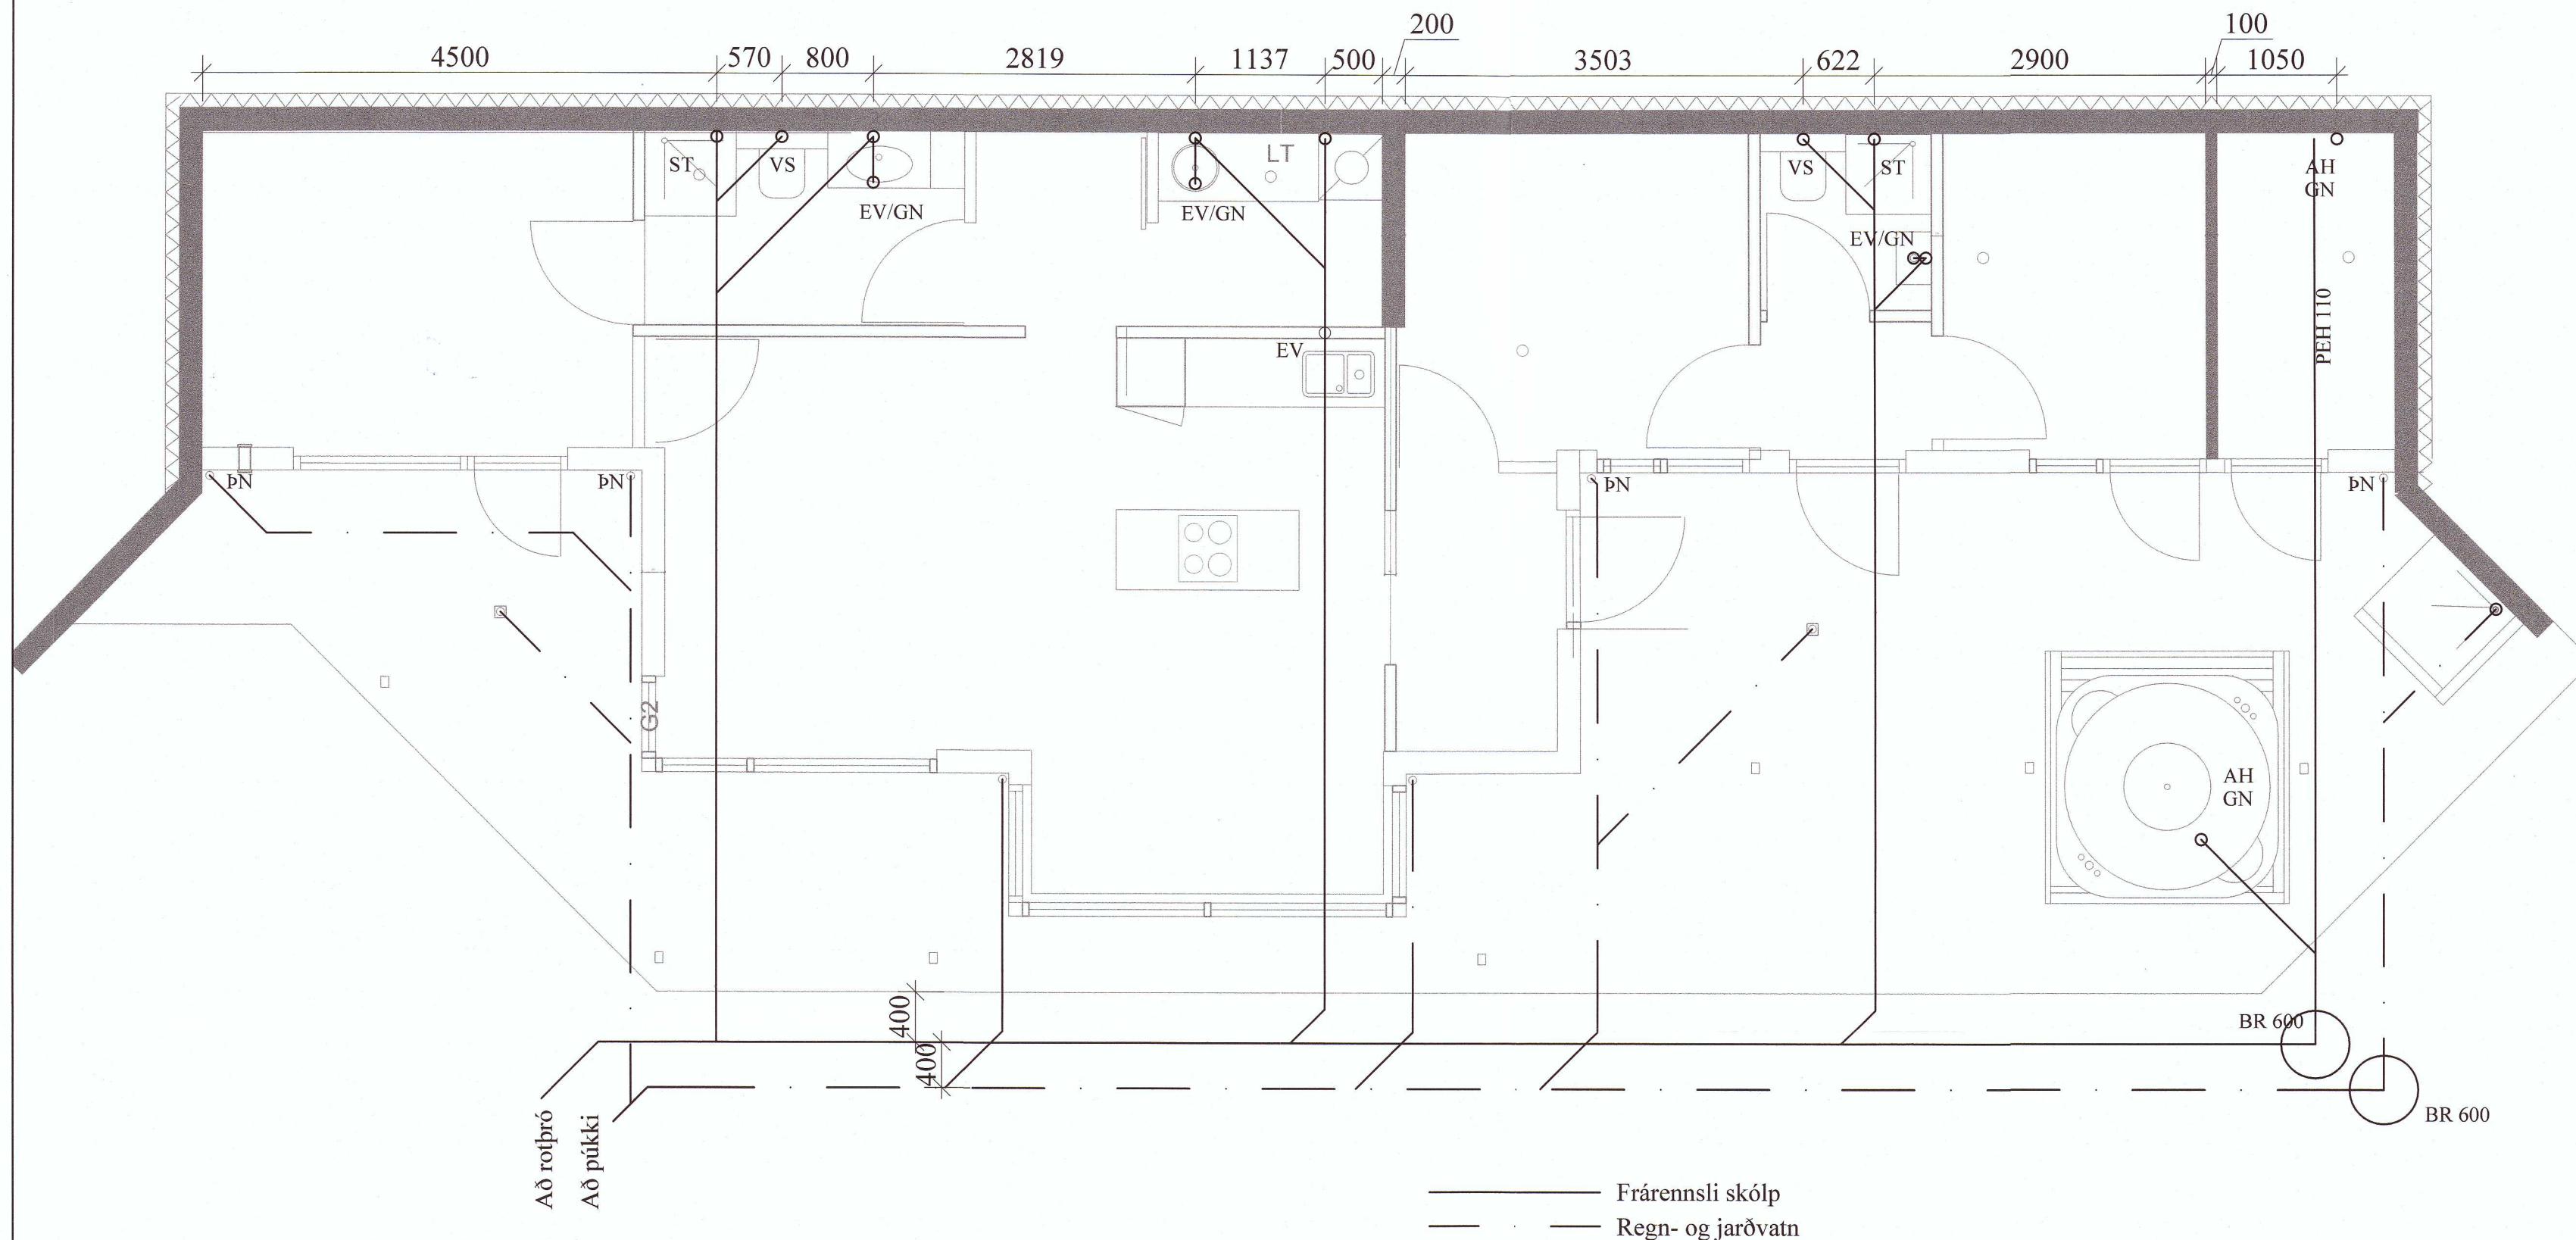 200
100
4500
570
800
2819
1137
500
3503
622
2900
1050
ST
VS
EV/GN
LT
EV/GN
VS
ST
EV/GN
AH
GN
PEH 110
EV
ÞN
ÞN
ÞN
ÞN
G2
AH
GN
400
400
BR 600
BR 600
Að rotþró
Að púkki
Frárennsli skólp
Regn- og jarðvatn